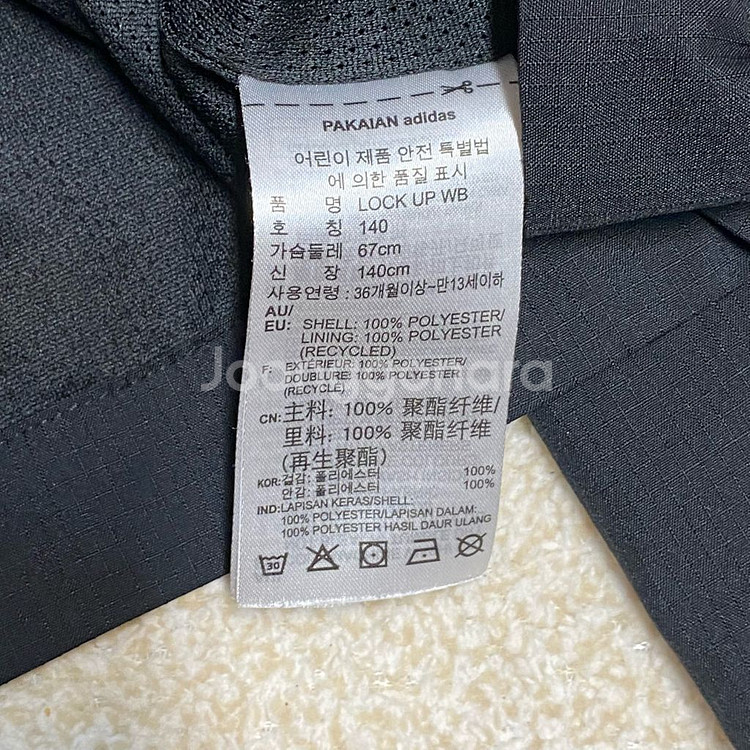 PAKAIAN adidas
어린이 제품 안전 특별법
에 의한 품질 표시
품 명 LOCK UP WB
호 칭 140
가슴둘레 67cm
신 장 140cm
사용연령 : 36개월이상~만13세이하
AU/
EU: SHELL: 100% POLYESTER/
LINING: 100% POLYESTER
(RECYCLED)
F: EXTÉRIEUR: 100% POLYESTER/
DOUBLURE: 100% POLYESTER
(RECYCLÉ)
CN: 主料: 100% 聚酯纤维/
里料: 100% 聚酯纤维
(再生聚酯)
KOR: 겉감: 폴리에스터 100%
안감: 폴리에스터 100%
IND: LAPISAN KERAS/SHELL:
100% POLYESTER/LAPISAN DALAM:
100% POLYESTER HASIL DAUR ULANG
30
Joonggonara